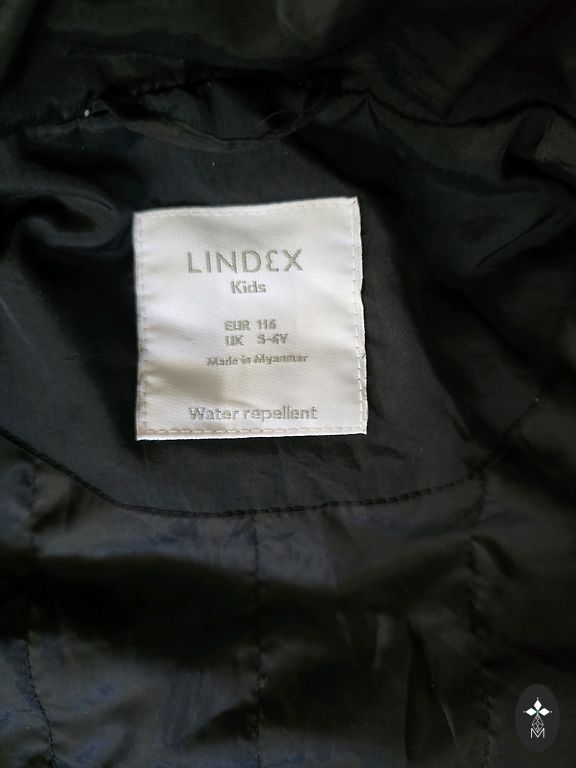 LINDEX
Kids
EUR 116
UK 5-6Y
Made in Myanmar
Water repellent
M